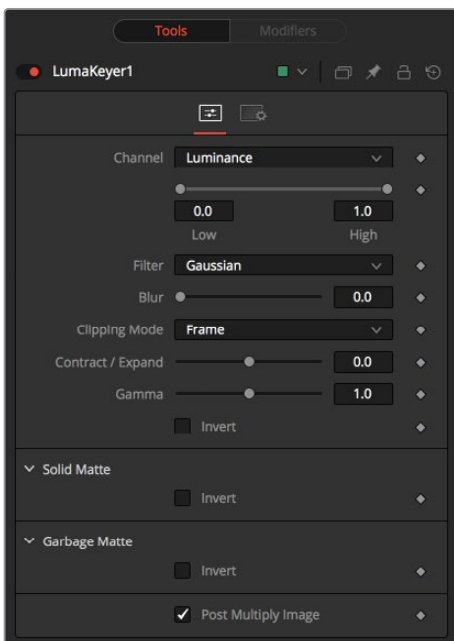 Tools Modifiers
LumaKeyer1
Channel Luminance
0.0 1.0
Low High
Filter Gaussian
Blur 0.0
Clipping Mode Frame
Contract / Expand 0.0
Gamma 1.0
Invert
Solid Matte
Invert
Garbage Matte
Invert
Post Multiply Image